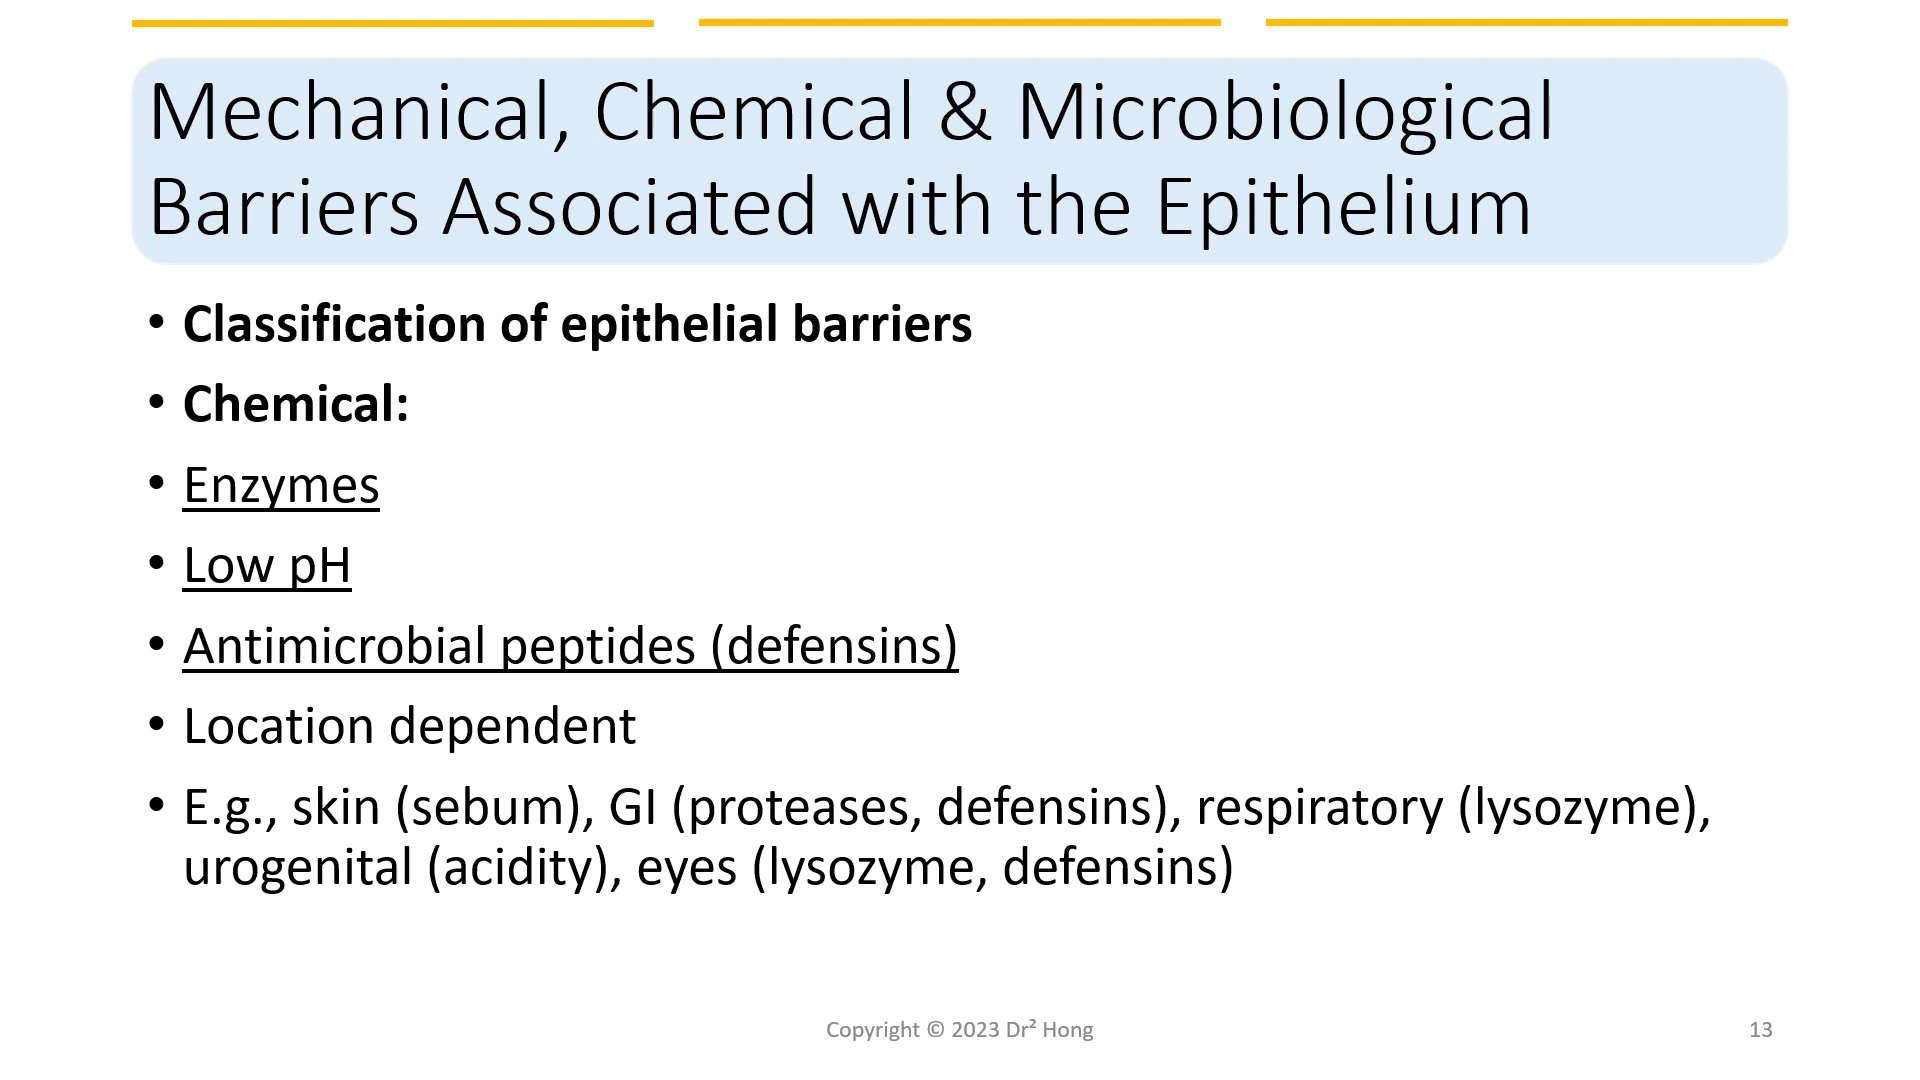 Mechanical, Chemical & Microbiological
Barriers Associated with the Epithelium
• Classification of epithelial barriers
• Chemical:
• Enzymes
• Low pH
• Antimicrobial peptides (defensins)
• Location dependent
• E.g., skin (sebum), GI (proteases, defensins), respiratory (lysozyme),
urogenital (acidity), eyes (lysozyme, defensins)
Copyright © 2023 Dr² Hong
13